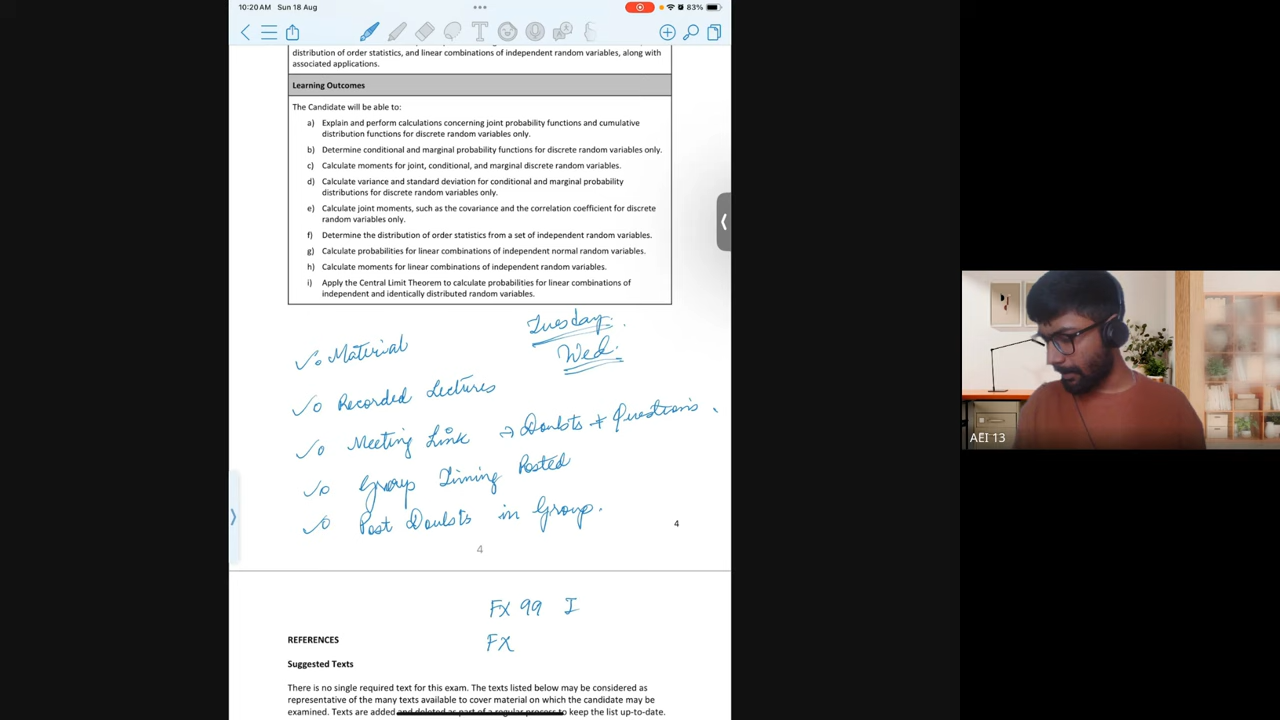 10:20 AM Sun 18 Aug
83%
distribution of order statistics, and linear combinations of independent random variables, along with
associated applications.
Learning Outcomes
The Candidate will be able to:
a) Explain and perform calculations concerning joint probability functions and cumulative
distribution functions for discrete random variables only.
b) Determine conditional and marginal probability functions for discrete random variables only.
c) Calculate moments for joint, conditional, and marginal discrete random variables.
d) Calculate variance and standard deviation for conditional and marginal probability
distributions for discrete random variables only.
e) Calculate joint moments, such as the covariance and the correlation coefficient for discrete
random variables only.
f) Determine the distribution of order statistics from a set of independent random variables.
g) Calculate probabilities for linear combinations of independent normal random variables.
h) Calculate moments for linear combinations of independent random variables.
i) Apply the Central Limit Theorem to calculate probabilities for linear combinations of
independent and identically distributed random variables.
Tuesday.
Wed.
Material
Recorded Lectures
Meeting Link → Doubts + Questions
Group Timing Posted
Post Doubts in Group.
4
4
FX 99 I
FX
REFERENCES
Suggested Texts
There is no single required text for this exam. The texts listed below may be considered as
representative of the many texts available to cover material on which the candidate may be
examined. Texts are added and deleted as part of a regular process to keep the list up-to-date.
AEI 13